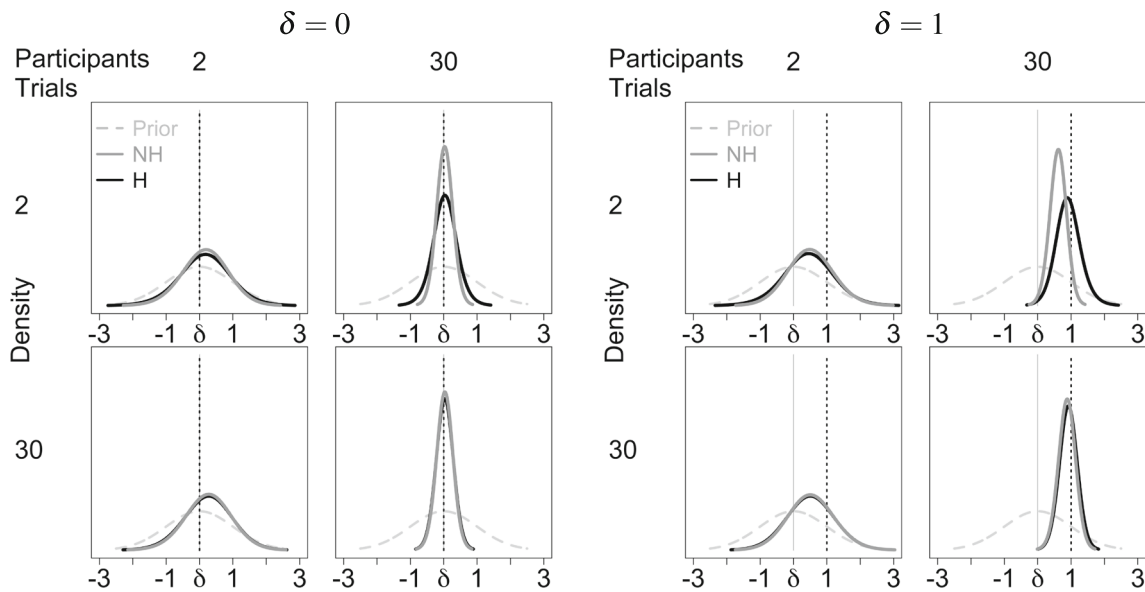 δ = 0
Participants 2 30
Trials
Prior
NH
H
2
-3 -1 δ 1 3
-3 -1 δ 1 3
Density
30
-3 -1 δ 1 3
-3 -1 δ 1 3
δ = 1
Participants 2 30
Trials
Prior
NH
H
2
-3 -1 δ 1 3
-3 -1 δ 1 3
Density
30
-3 -1 δ 1 3
-3 -1 δ 1 3